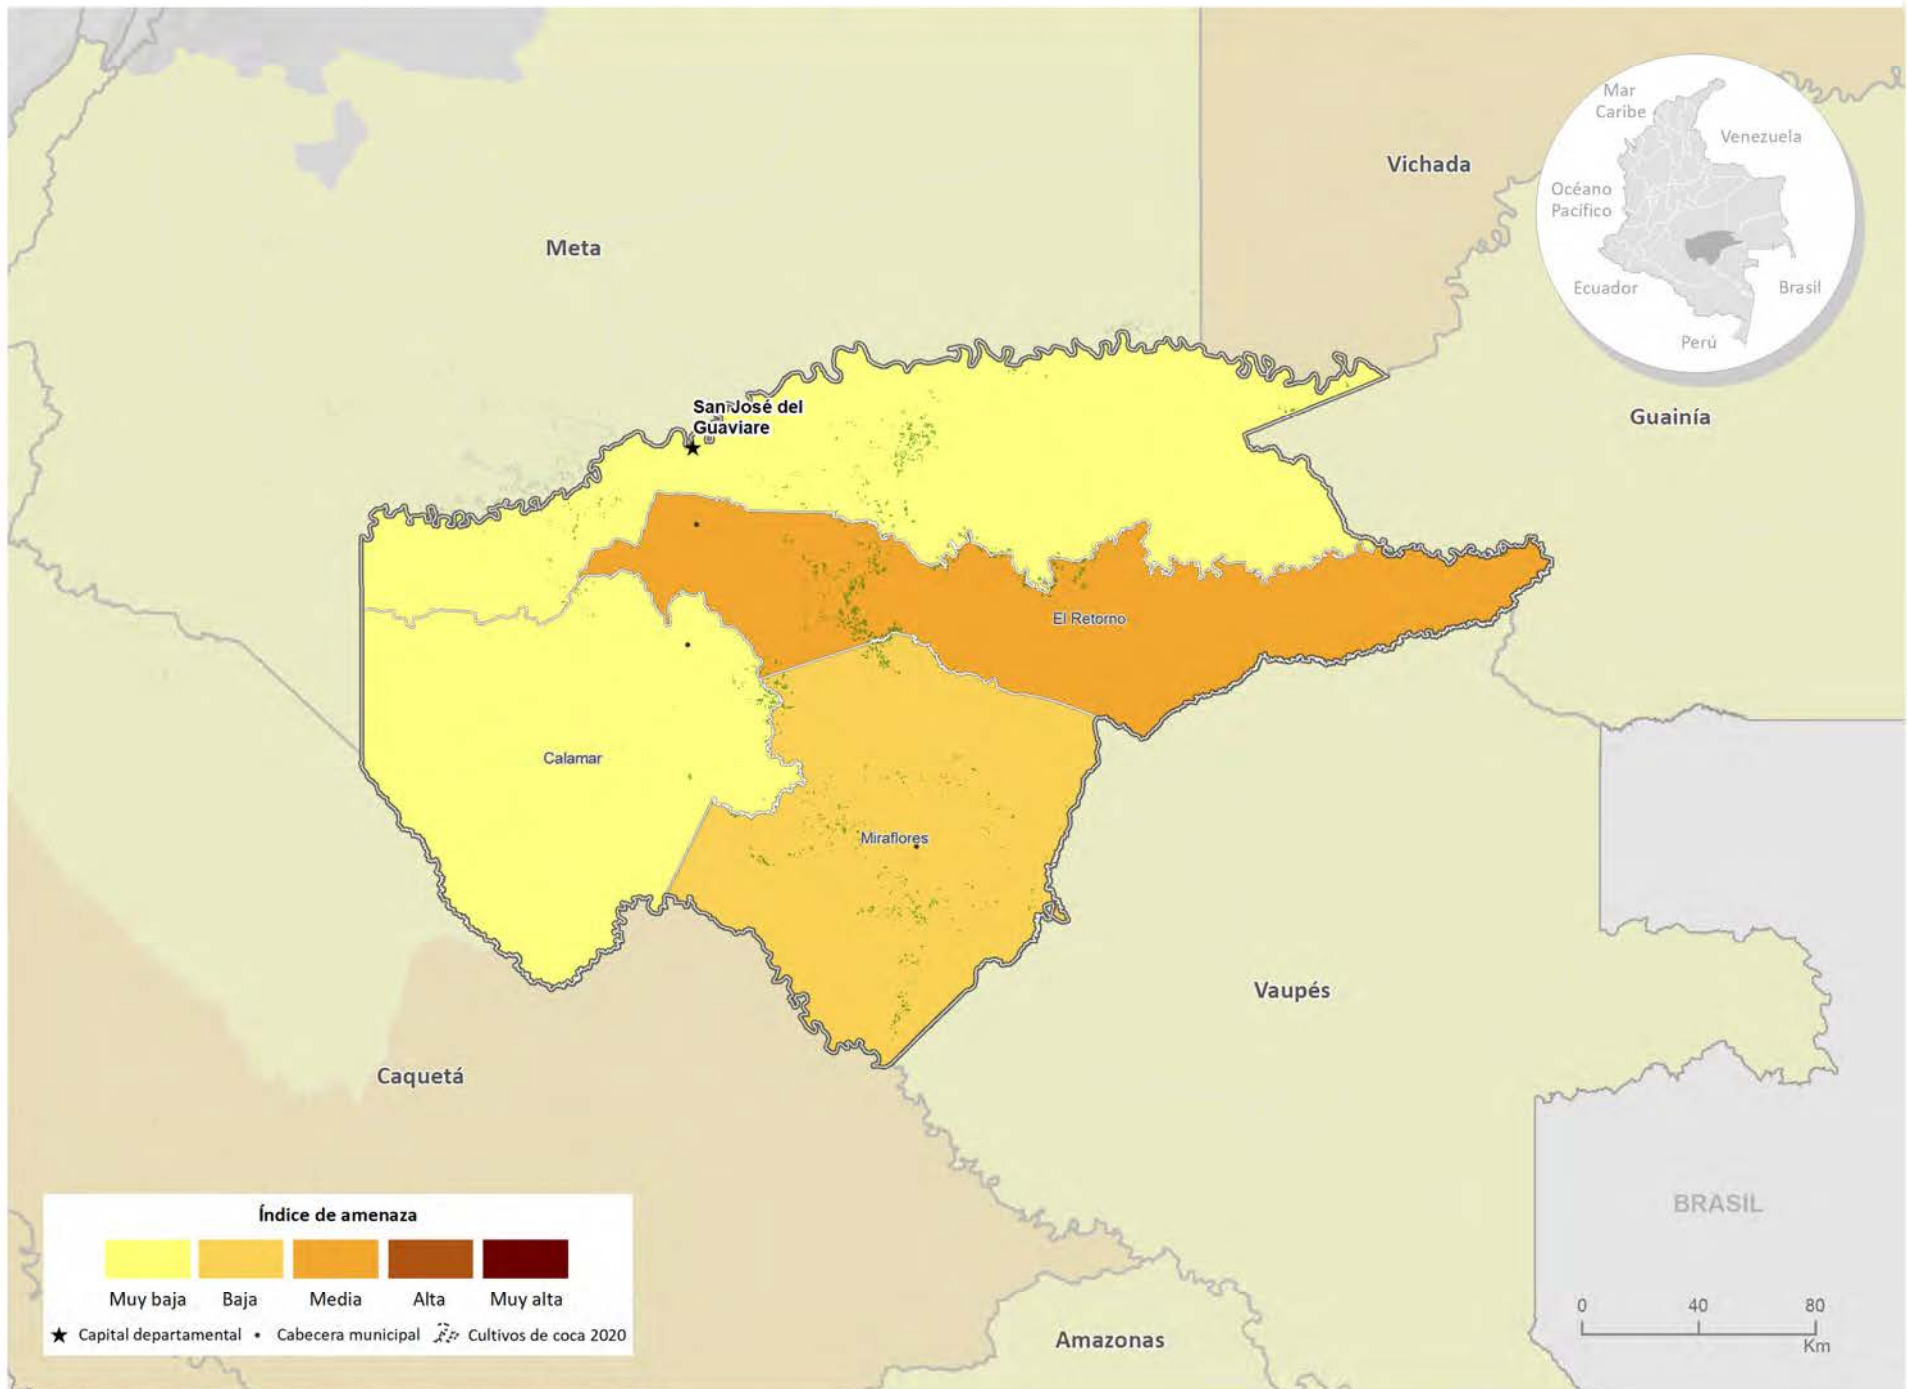 Mar
Caribe
Venezuela
Vichada
Océano
Pacífico
Meta
Ecuador
Brasil
Perú
San José del
Guaviare
Guainía
El Retorno
Calamar
Miraflores
Vaupés
Caquetá
BRASIL
Índice de amenaza
Muy baja Baja Media Alta Muy alta
Capital departamental Cabecera municipal Cultivos de coca 2020
0 40 80
Km
Amazonas